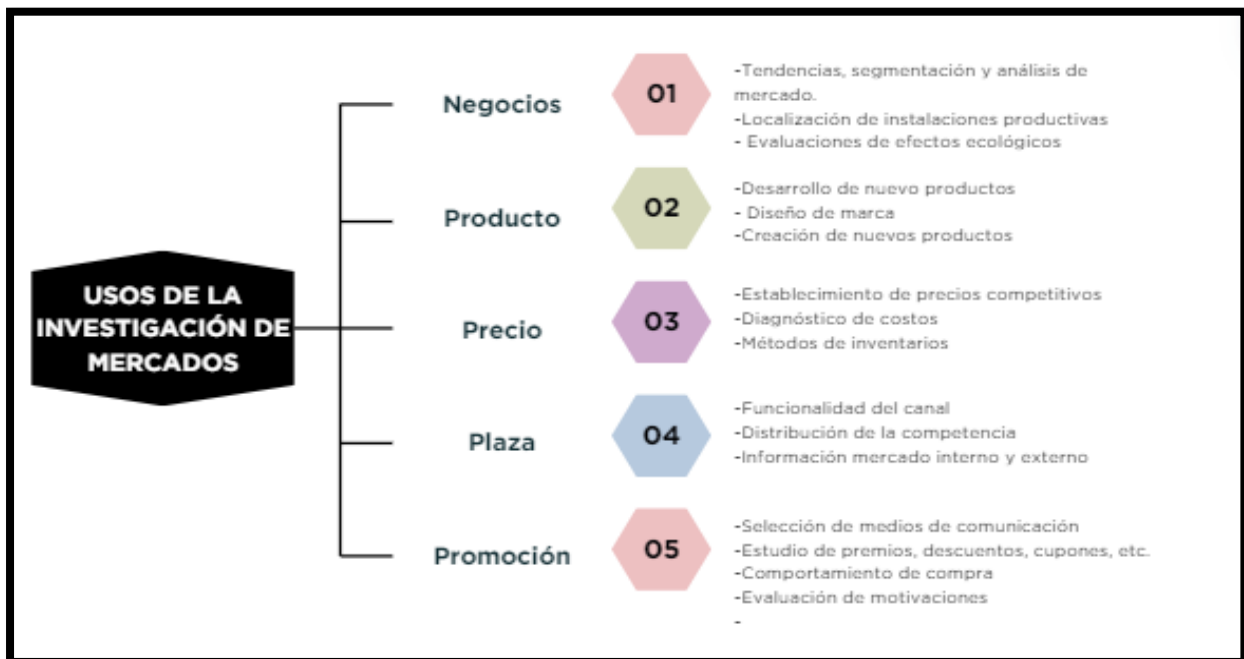 USOS DE LA
INVESTIGACIÓN DE
MERCADOS
Negocios
01
-Tendencias, segmentación y análisis de
mercado.
-Localización de instalaciones productivas
- Evaluaciones de efectos ecológicos
Producto
02
-Desarrollo de nuevo productos
- Diseño de marca
-Creación de nuevos productos
Precio
03
-Establecimiento de precios competitivos
-Diagnóstico de costos
-Métodos de inventarios
Plaza
04
-Funcionalidad del canal
-Distribución de la competencia
-Información mercado interno y externo
Promoción
05
-Selección de medios de comunicación
-Estudio de premios, descuentos, cupones, etc.
-Comportamiento de compra
-Evaluación de motivaciones
-